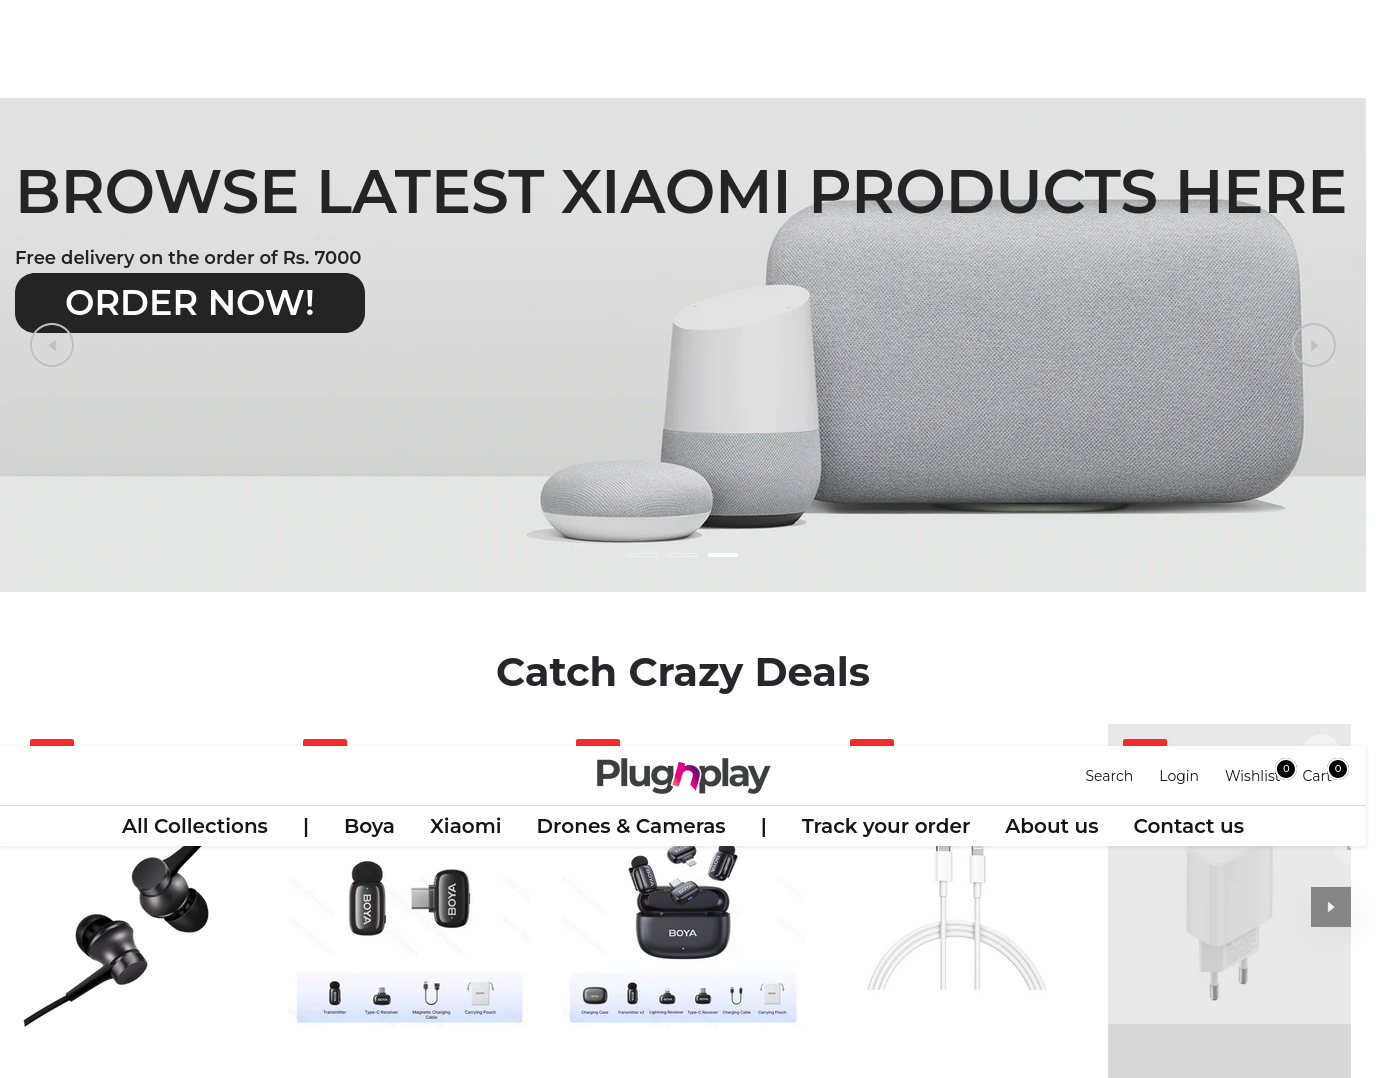 BROWSE LATEST XIAOMI PRODUCTS HERE
Free delivery on the order of Rs. 7000
ORDER NOW!
Catch Crazy Deals
Plugnplay
Search Login Wishlist 0 Cart 0
All Collections | Boya Xiaomi Drones & Cameras | Track your order About us Contact us
BOYA BOYA
BOYA BOYA
BOYA
Transmitter Type-C Receiver Magnetic Charging Cable Carrying Pouch
Charging Case Transmitter x2 Lightning Receiver Type-C Receiver Charging Cable Carrying Pouch